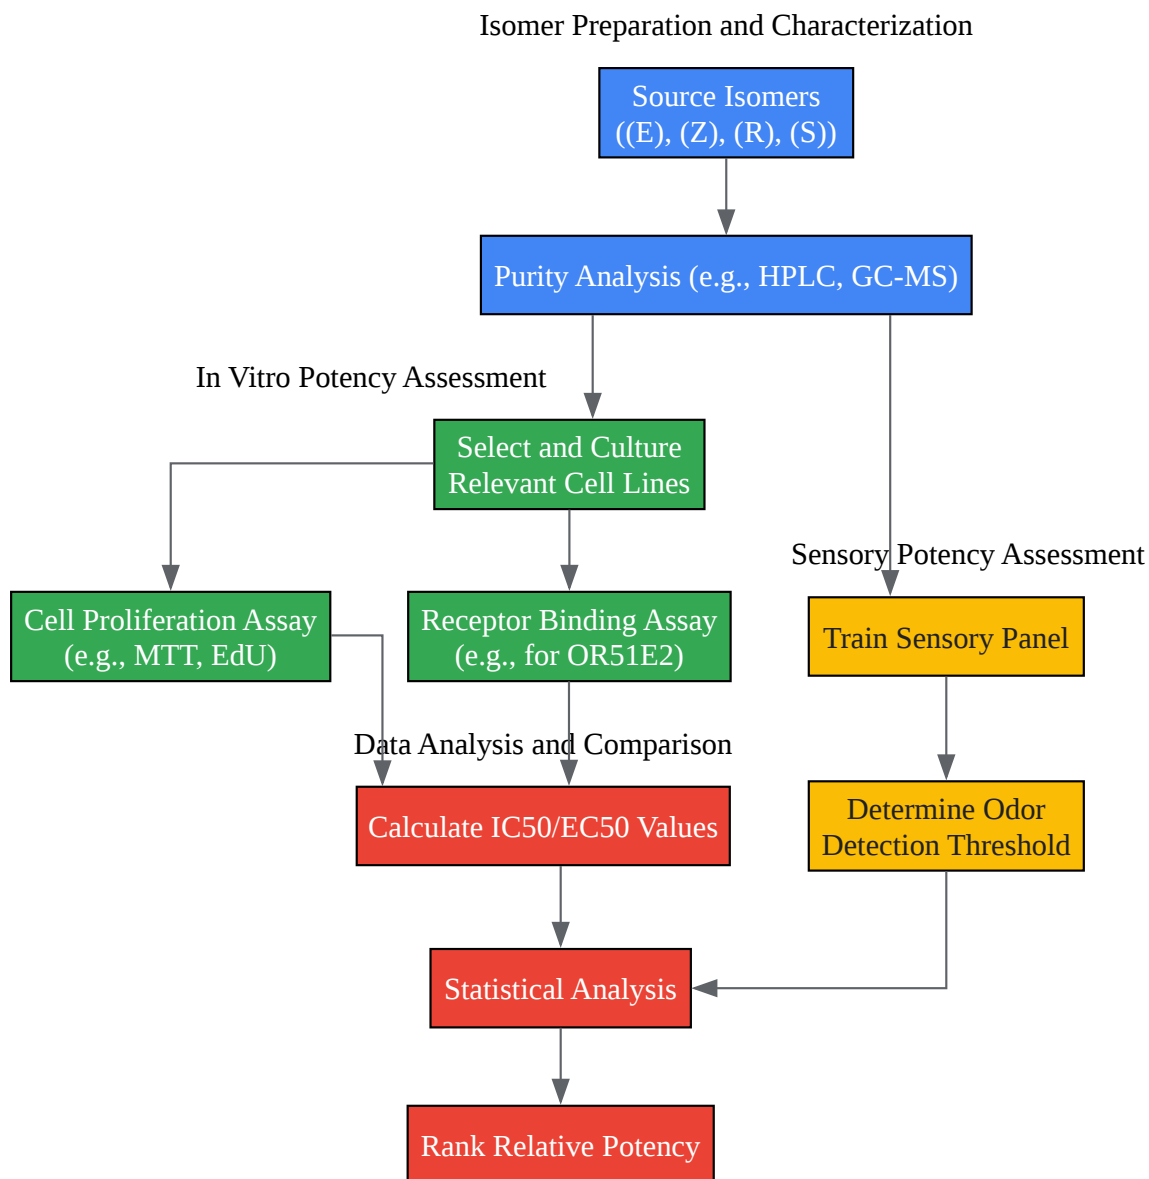 Isomer Preparation and Characterization
Source Isomers
((E), (Z), (R), (S))
Purity Analysis (e.g., HPLC, GC-MS)
In Vitro Potency Assessment
Select and Culture
Relevant Cell Lines
Sensory Potency Assessment
Cell Proliferation Assay
(e.g., MTT, EdU)
Receptor Binding Assay
(e.g., for OR51E2)
Train Sensory Panel
Data Analysis and Comparison
Calculate IC50/EC50 Values
Determine Odor
Detection Threshold
Statistical Analysis
Rank Relative Potency